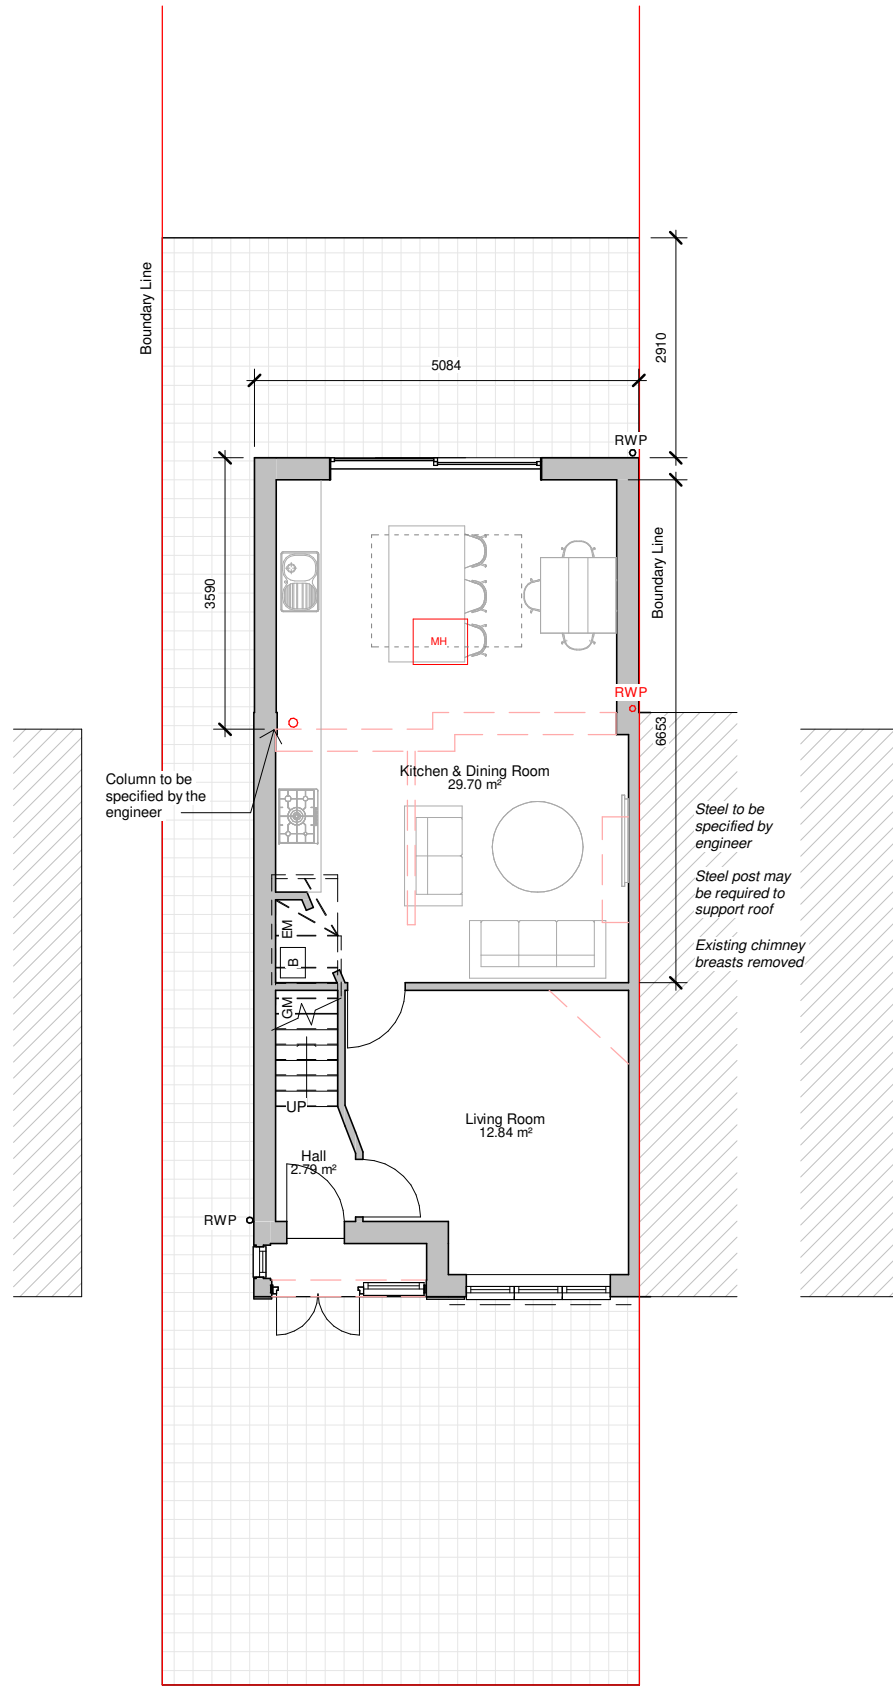 Boundary Line
5084
2910
RWP
3590
Boundary Line
MH
RWP
6653
Kitchen & Dining Room
29.70 m²
Column to be
specified by the
engineer
Steel to be
specified by
engineer
Steel post may
be required to
support roof
Existing chimney
breasts removed
EM
B
GM
UP
Living Room
12.84 m²
Hall
2.79 m²
RWP